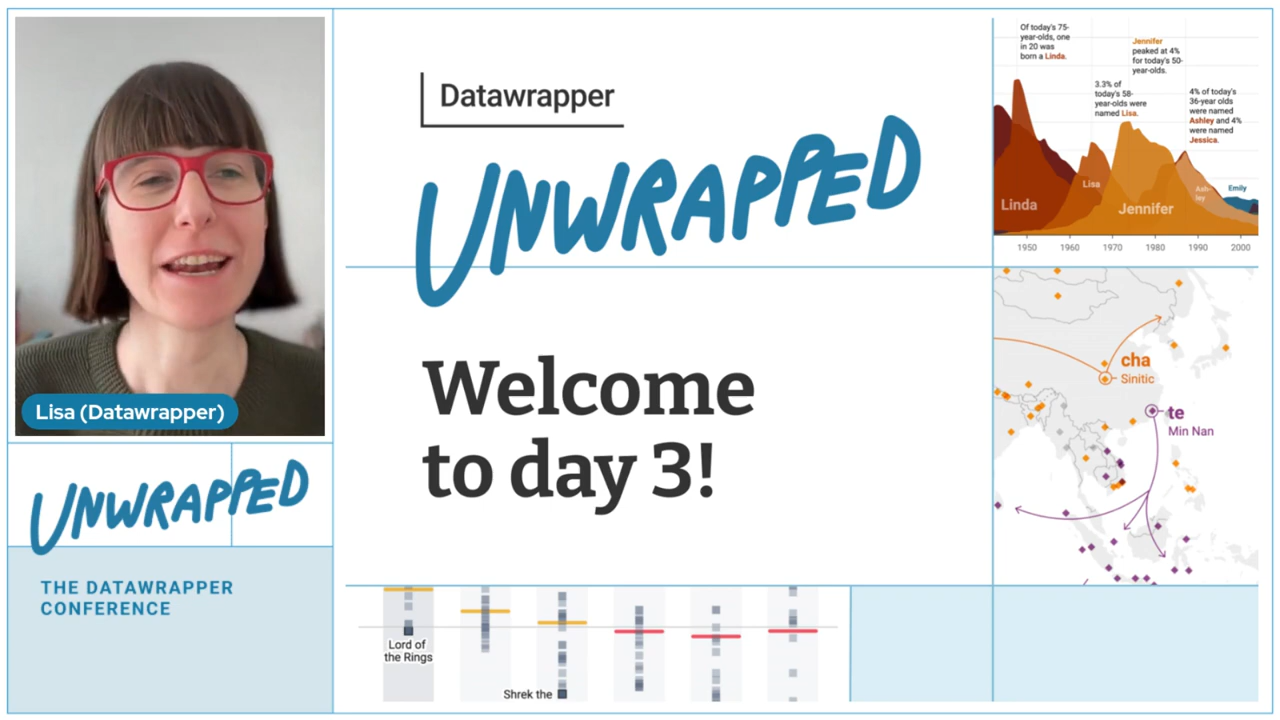 Lisa (Datawrapper)
UNWRAPPED
THE DATAWRAPPER
CONFERENCE
Datawrapper
UNWRAPPED
Welcome
to day 3!
Of today's 75-
year-olds, one
in 20 was
born a Linda.
Jennifer
peaked at 4%
for today's 50-
year-olds.
3.3% of
today's 58-
year-olds were
named Lisa.
4% of today's
36-year olds
were named
Ashley and 4%
were named
Jessica.
Linda
Lisa
Jennifer
Ash-
ley
Emily
1950 1960 1970 1980 1990 2000
cha
Sinitic
te
Min Nan
Lord of
the Rings
Shrek the